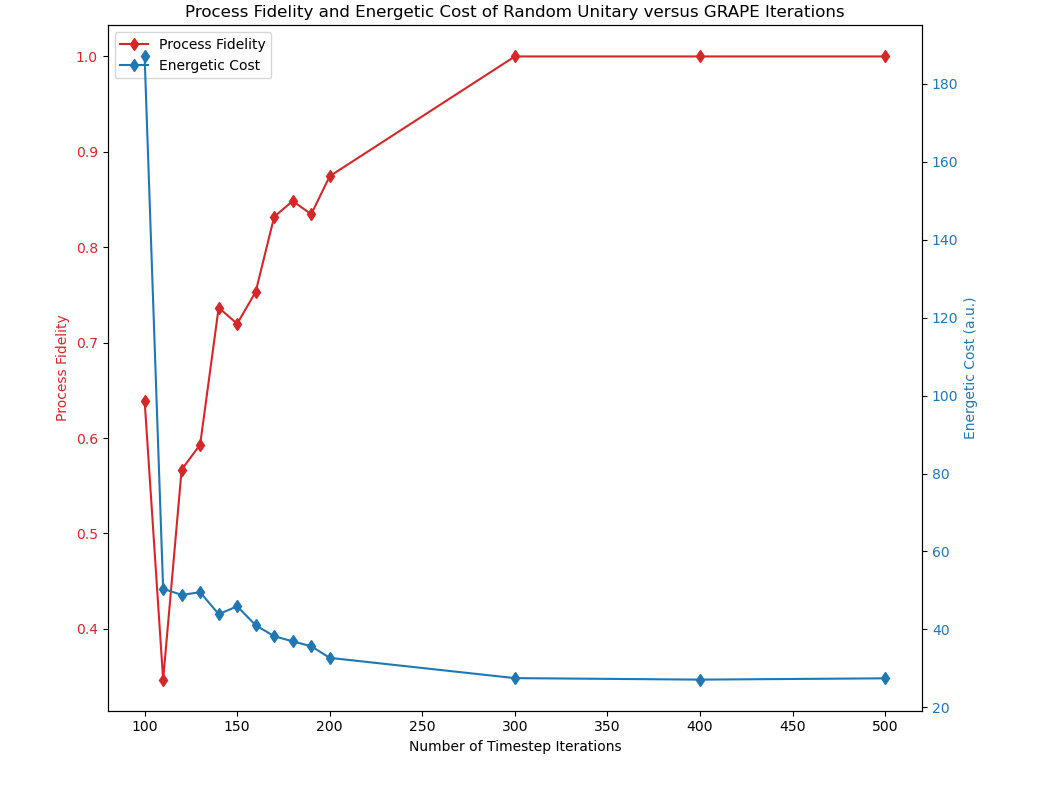 Process Fidelity and Energetic Cost of Random Unitary versus GRAPE Iterations
Process Fidelity
Energetic Cost
1.0
0.9
0.8
0.7
0.6
0.5
0.4
Process Fidelity
180
160
140
120
100
80
60
40
20
Energetic Cost (a.u.)
100 150 200 250 300 350 400 450 500
Number of Timestep Iterations